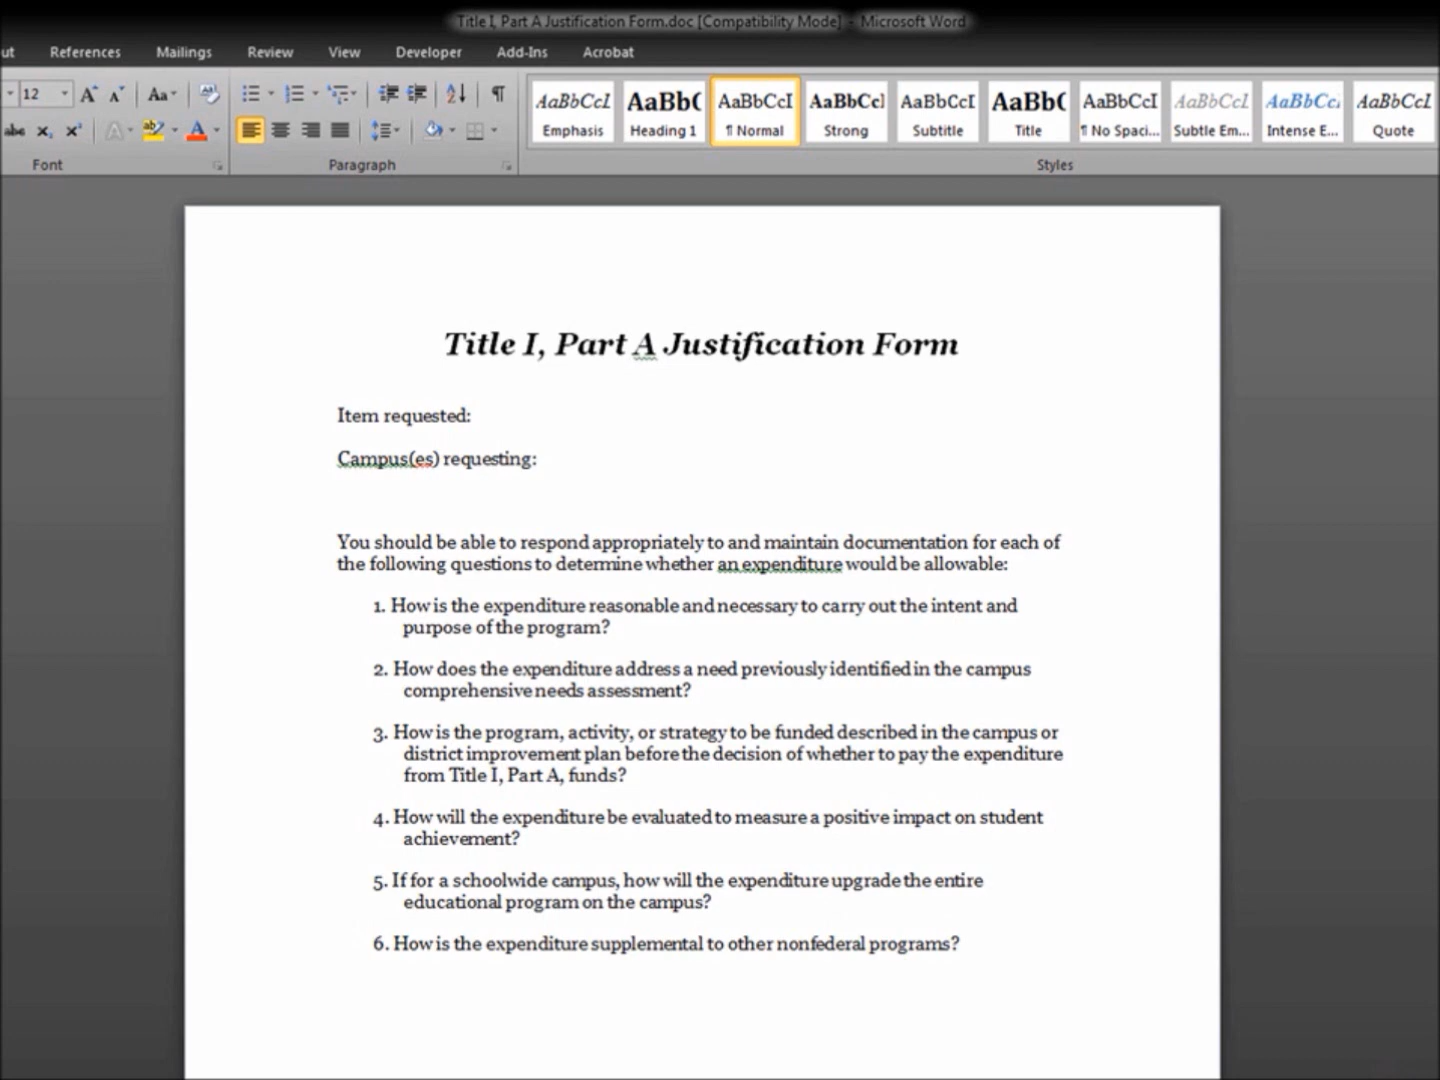 Title I, Part A Justification Form.doc [Compatibility Mode] - Microsoft Word
ut References Mailings Review View Developer Add-Ins Acrobat
12 A A Aa
abc x₂ x² A ab A
AaBbCcI AaBb( AaBbCcI AaBbCc] AaBbCcI AaBb( AaBbCcI AaBbCcI AaBbCc. AaBbCcI
Emphasis Heading 1 ¶ Normal Strong Subtitle Title ¶ No Spaci... Subtle Em... Intense E... Quote
Font Paragraph Styles
Title I, Part A Justification Form
Item requested:
Campus(es) requesting:
You should be able to respond appropriately to and maintain documentation for each of
the following questions to determine whether an expenditure would be allowable:
1. How is the expenditure reasonable and necessary to carry out the intent and
purpose of the program?
2. How does the expenditure address a need previously identified in the campus
comprehensive needs assessment?
3. How is the program, activity, or strategy to be funded described in the campus or
district improvement plan before the decision of whether to pay the expenditure
from Title I, Part A, funds?
4. How will the expenditure be evaluated to measure a positive impact on student
achievement?
5. If for a schoolwide campus, how will the expenditure upgrade the entire
educational program on the campus?
6. How is the expenditure supplemental to other nonfederal programs?